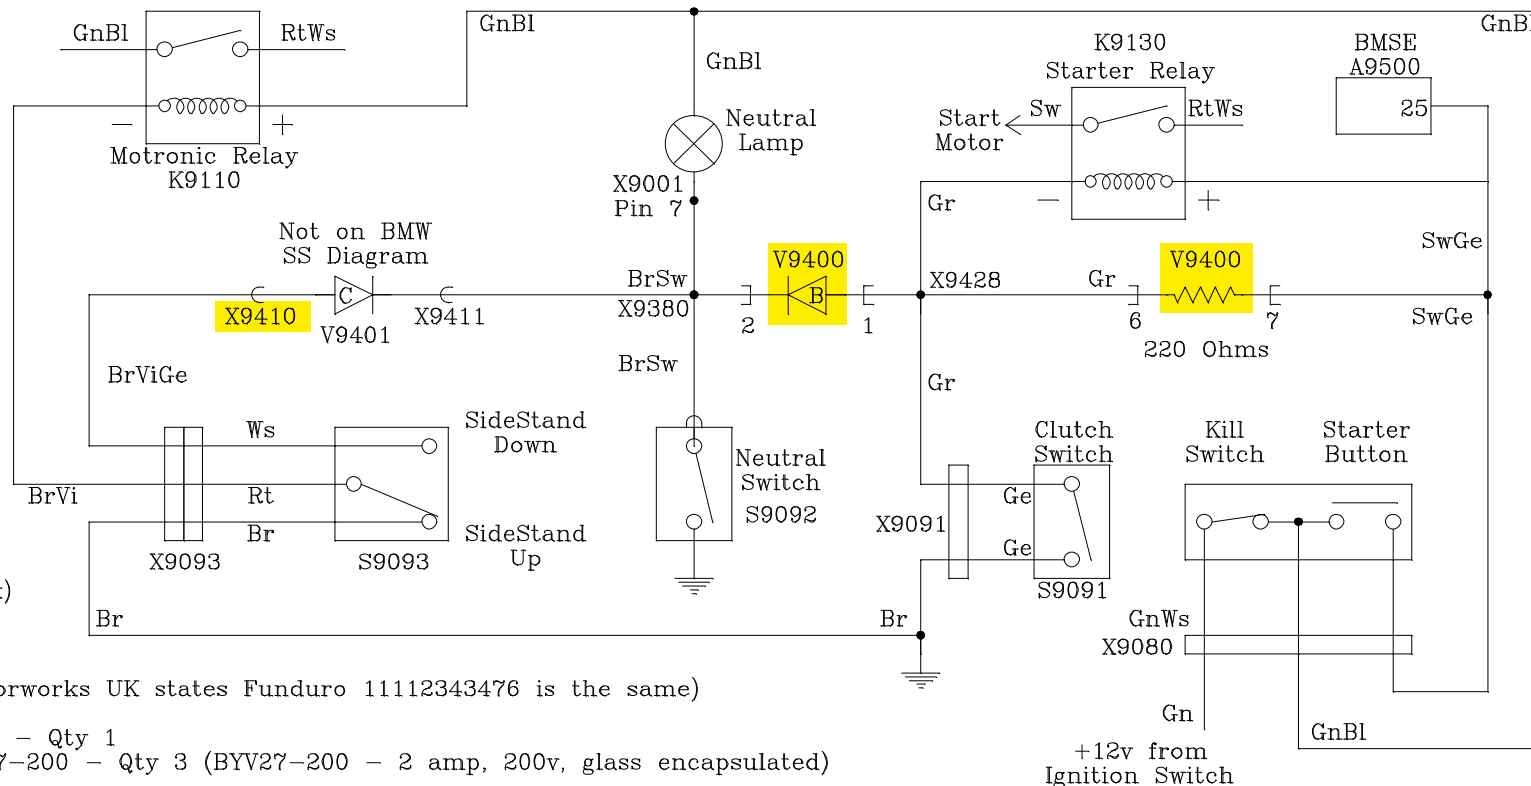 GnBl
RtWs
GnBl
GnBl
GnBl
K9130
Starter Relay
BMSE
A9500
25
Neutral
Lamp
Start
Motor
Sw
RtWs
− +
Motronic Relay
K9110
X9001
Pin 7
Gr
− +
Not on BMW
SS Diagram
SwGe
V9400
V9400
BrSw
X9428
Gr
C
B
X9410
X9411
X9380
V9401
2
1
6
7
SwGe
220 Ohms
BrViGe
BrSw
Gr
Ws
SideStand
Down
Clutch
Switch
Kill
Switch
Starter
Button
Neutral
Switch
S9092
BrVi
Rt
Br
Ge
X9091
Ge
X9093
S9093
SideStand
Up
S9091
)
Br
Br
GnWs
X9080
orworks UK states Funduro 11112343476 is the same)
Gn
GnBl
− Qty 1
7−200 − Qty 3 (BYV27−200 − 2 amp, 200v, glass encapsulated)
+12v from
Ignition Switch